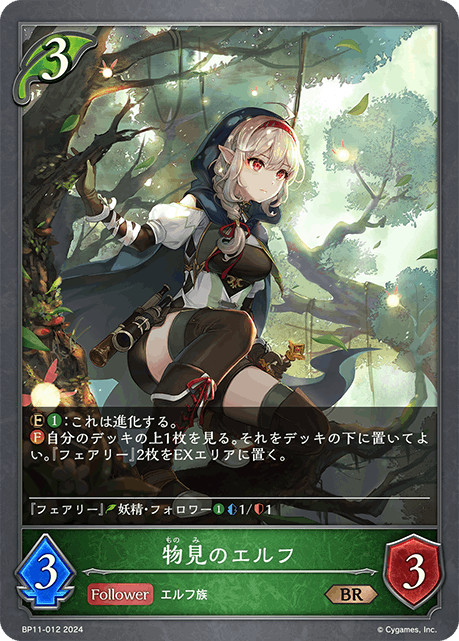 3
E 1:これは進化する。
F 自分のデッキの上1枚を見る。それをデッキの下に置いてよ
い。『フェアリー』2枚をEXエリアに置く。
『フェアリー』妖精・フォロワー 1 1/1
ものみ
物見のエルフ
3
Follower エルフ族
BR
3
BP11-012 2024
© Cygames, Inc.